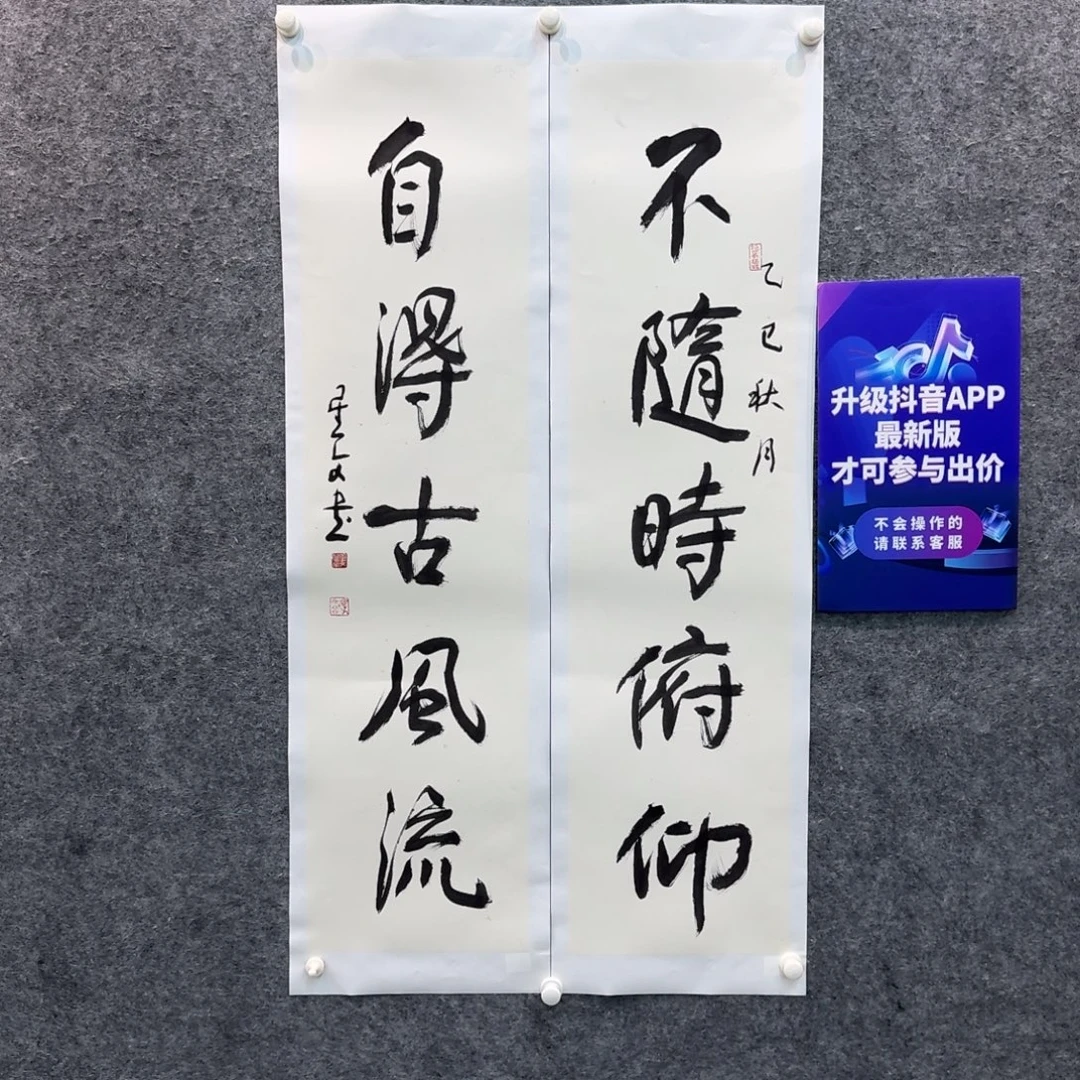 不隨時俯仰
乙巳秋月
自得古風流
升级抖音APP
最新版
才可参与出价
不会操作的
请联系客服